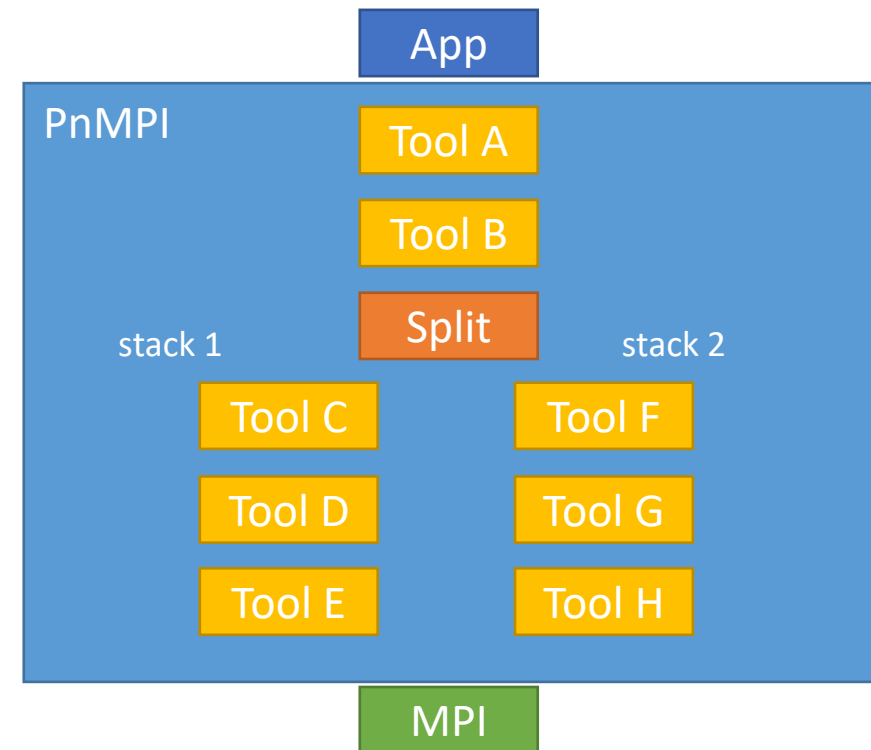 App
PnMPI
Tool A
Tool B
Split
stack 1
stack 2
Tool C
Tool F
Tool D
Tool G
Tool E
Tool H
MPI